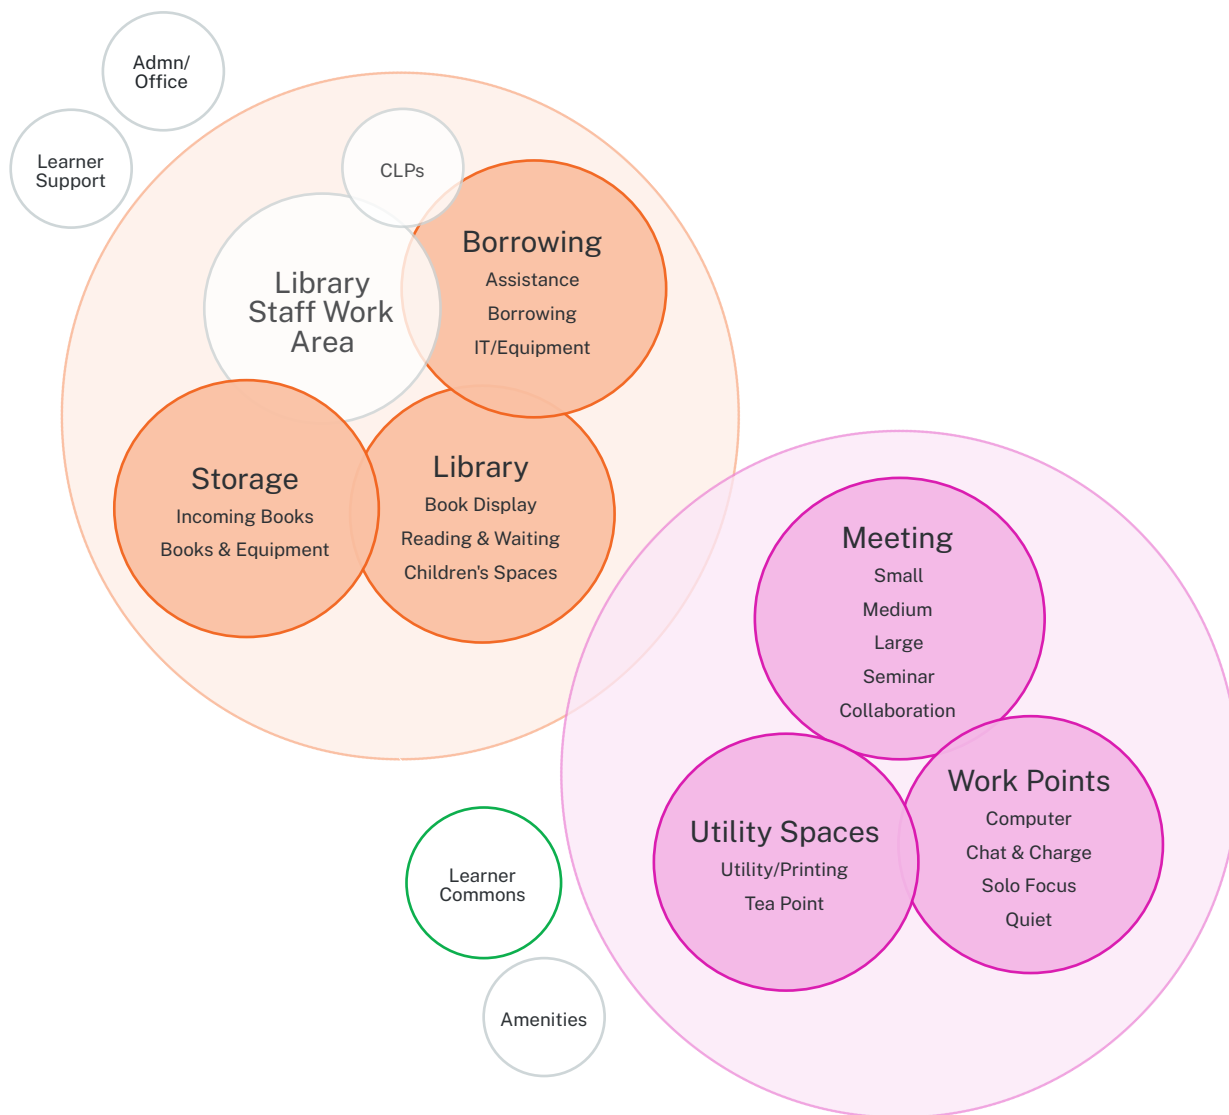 Admn/
Office
Learner
Support
CLPs
Borrowing
Assistance
Borrowing
IT/Equipment
Library
Staff Work
Area
Storage
Incoming Books
Books & Equipment
Library
Book Display
Reading & Waiting
Children's Spaces
Meeting
Small
Medium
Large
Seminar
Collaboration
Work Points
Computer
Chat & Charge
Solo Focus
Quiet
Utility Spaces
Utility/Printing
Tea Point
Learner
Commons
Amenities